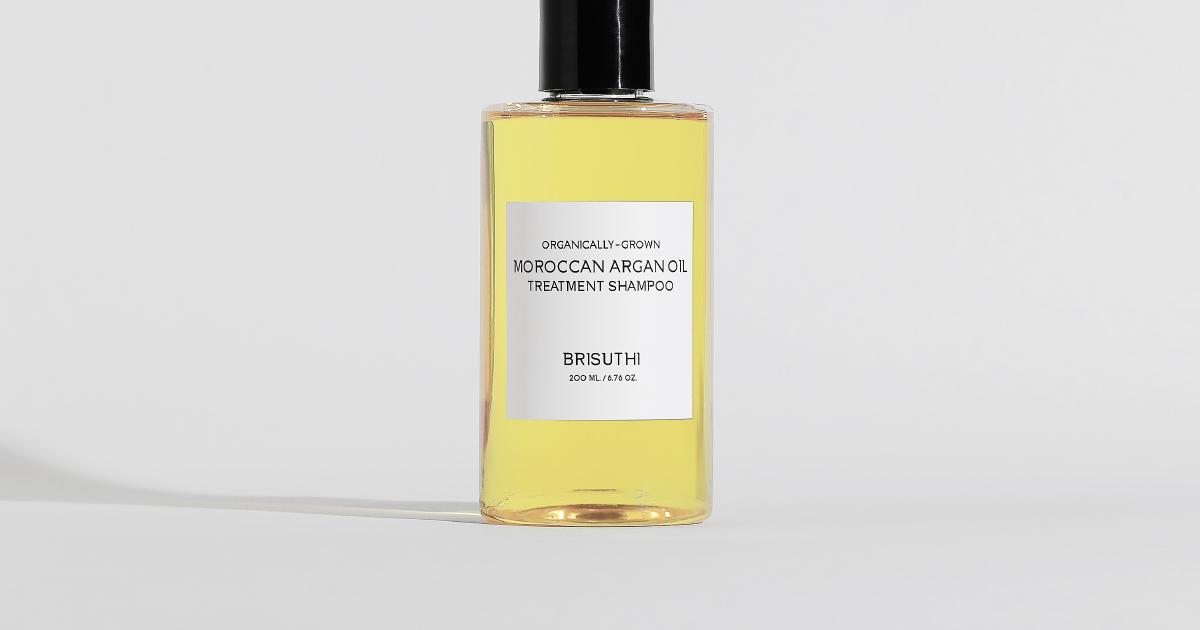 ORGANICALLY-GROWN
MOROCCAN ARGAN OIL
TREATMENT SHAMPOO
BRISUTHI
200 ML. / 6.76 OZ.